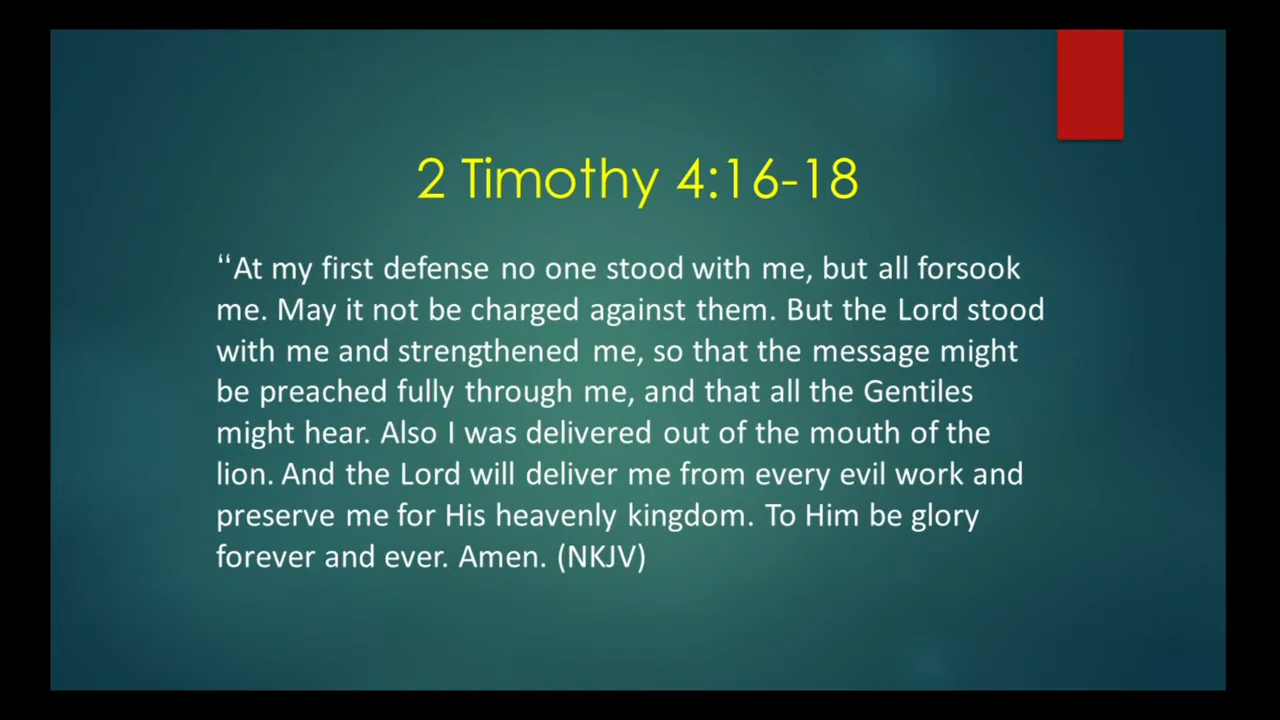 2 Timothy 4:16-18
“At my first defense no one stood with me, but all forsook
me. May it not be charged against them. But the Lord stood
with me and strengthened me, so that the message might
be preached fully through me, and that all the Gentiles
might hear. Also I was delivered out of the mouth of the
lion. And the Lord will deliver me from every evil work and
preserve me for His heavenly kingdom. To Him be glory
forever and ever. Amen. (NKJV)